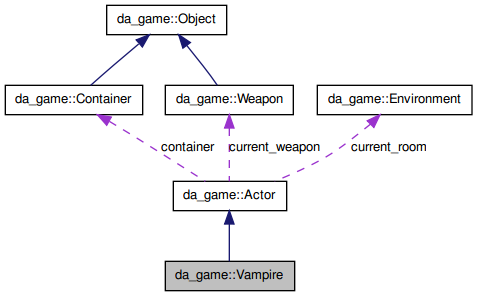 da_game::Object
da_game::Container
da_game::Weapon
da_game::Environment
container
current_weapon
current_room
da_game::Actor
da_game::Vampire